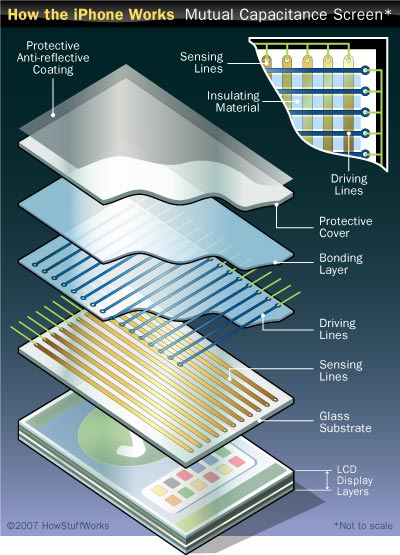 How the iPhone Works Mutual Capacitance Screen*
Protective
Anti-reflective
Coating
Sensing
Lines
Insulating
Material
Driving
Lines
Protective
Cover
Bonding
Layer
Driving
Lines
Sensing
Lines
Glass
Substrate
LCD
Display
Layers
©2007 HowStuffWorks
*Not to scale